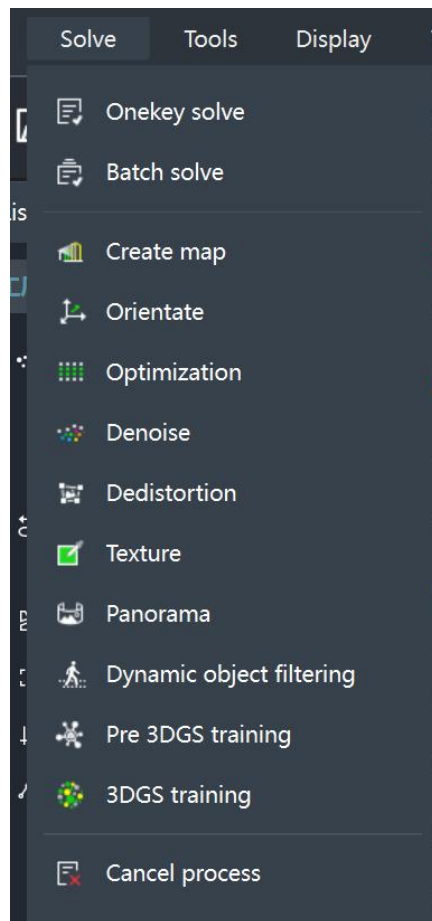 Solve Tools Display
Onekey solve
Batch solve
Create map
Orientate
Optimization
Denoise
Dedistortion
Texture
Panorama
Dynamic object filtering
Pre 3DGS training
3DGS training
Cancel process